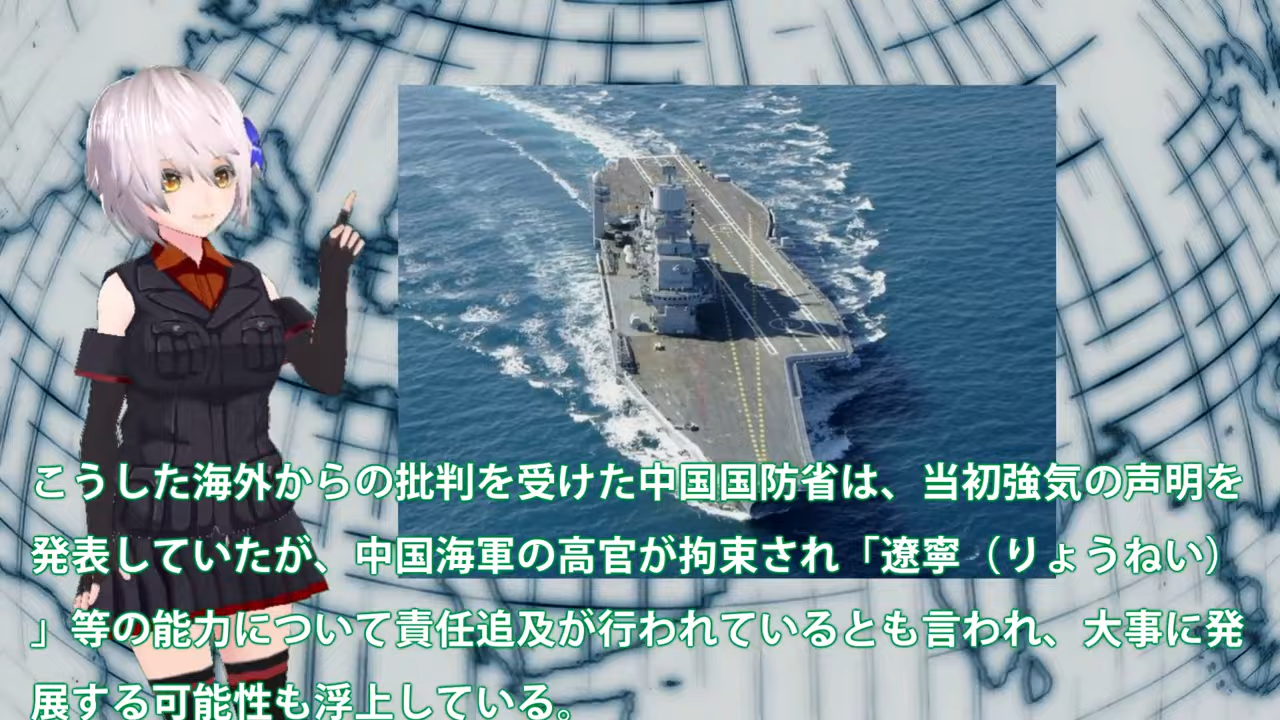 こうした海外からの批判を受けた中国国防省は、当初強気の声明を
発表していたが、中国海軍の高官が拘束され「遼寧（りょうねい）
」等の能力について責任追及が行われているとも言われ、大事に発
展する可能性も浮上している。